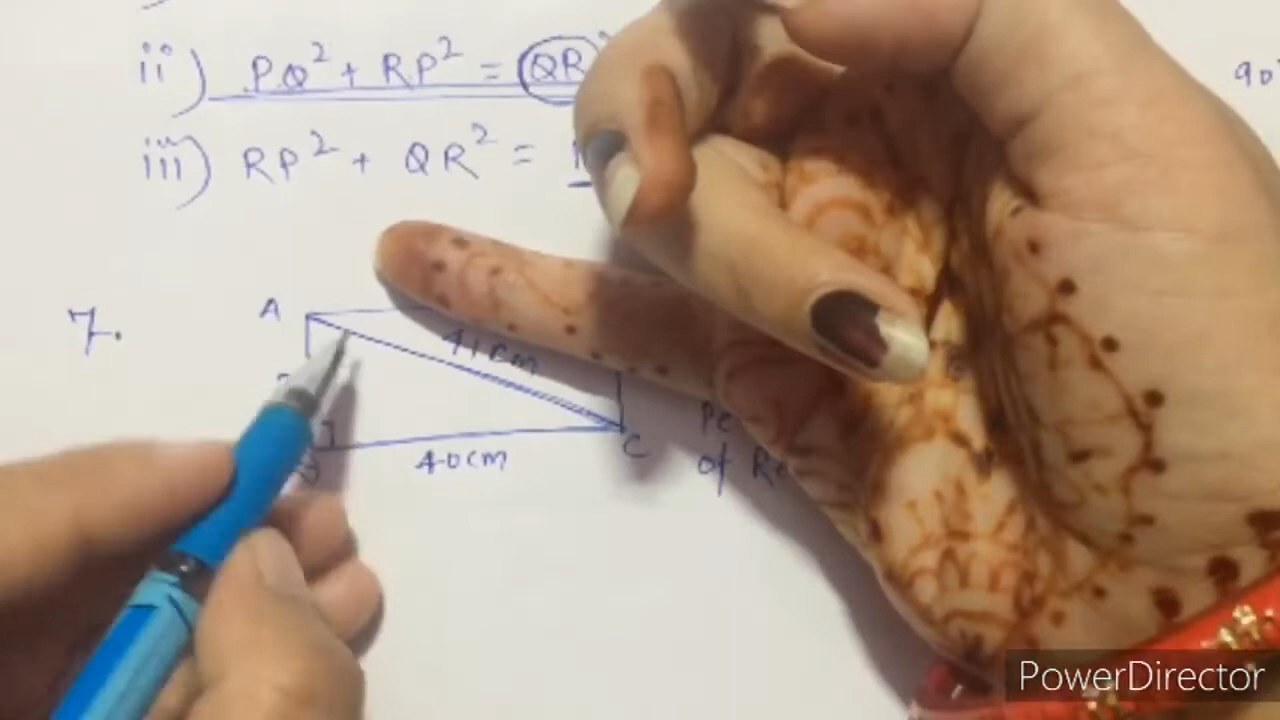 ii) PQ² + RP² = QR
iii) RP² + QR² =
90°
7.
A
41cm
40cm
C
of
PowerDirector